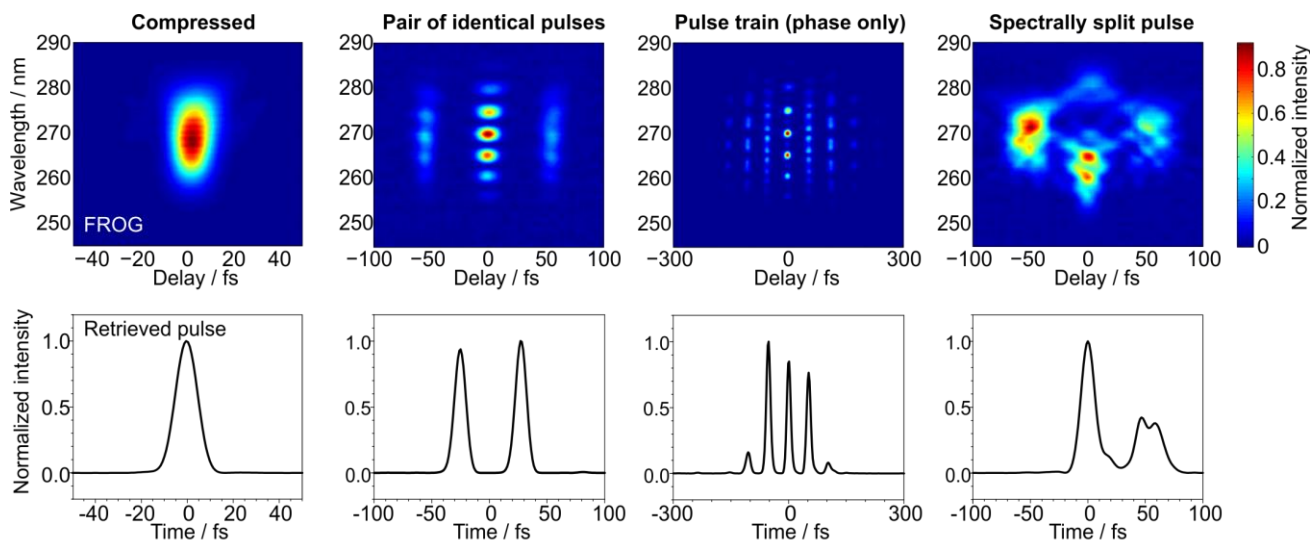 Compressed
Pair of identical pulses
Pulse train (phase only)
Spectrally split pulse
Wavelength / nm
290
280
270
260
250
FROG
−40 −20 0 20 40
Delay / fs
290
280
270
260
250
−100 −50 0 50 100
Delay / fs
290
280
270
260
250
−300 0 300
Delay / fs
290
280
270
260
250
−100 −50 0 50 100
Delay / fs
0.8
0.6
0.4
0.2
0
Normalized intensity
Normalized intensity
Retrieved pulse
1.0
0.5
0.0
-40 -20 0 20 40
Time / fs
1.0
0.5
0.0
-100 -50 0 50 100
Time / fs
1.0
0.5
0.0
-300 0 300
Time / fs
1.0
0.5
0.0
-100 -50 0 50 100
Time / fs